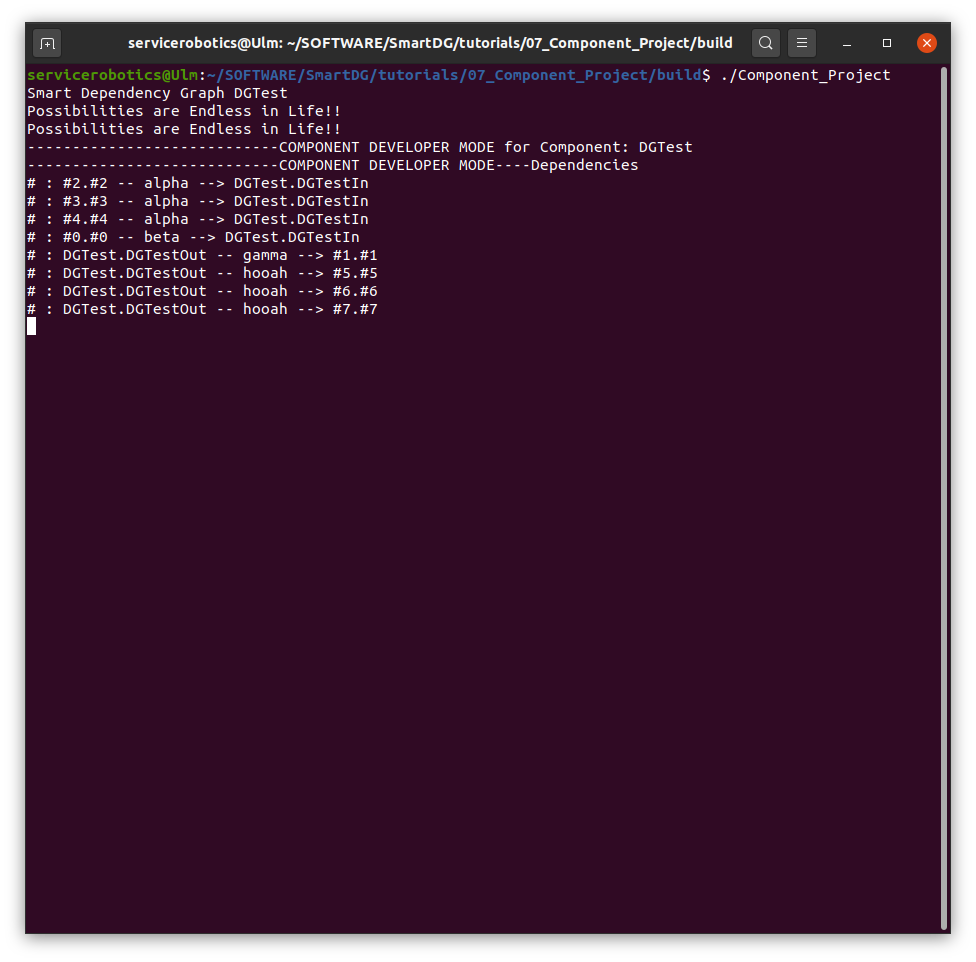 servicerobotics@Ulm: ~/SOFTWARE/SmartDG/tutorials/07_Component_Project/build
servicerobotics@Ulm:~/SOFTWARE/SmartDG/tutorials/07_Component_Project/build$ ./Component_Project
Smart Dependency Graph DGTest
Possibilities are Endless in Life!!
Possibilities are Endless in Life!!
----------------------------COMPONENT DEVELOPER MODE for Component: DGTest
----------------------------COMPONENT DEVELOPER MODE----Dependencies
# : #2.#2 -- alpha --> DGTest.DGTestIn
# : #3.#3 -- alpha --> DGTest.DGTestIn
# : #4.#4 -- alpha --> DGTest.DGTestIn
# : #0.#0 -- beta --> DGTest.DGTestIn
# : DGTest.DGTestOut -- gamma --> #1.#1
# : DGTest.DGTestOut -- hooah --> #5.#5
# : DGTest.DGTestOut -- hooah --> #6.#6
# : DGTest.DGTestOut -- hooah --> #7.#7